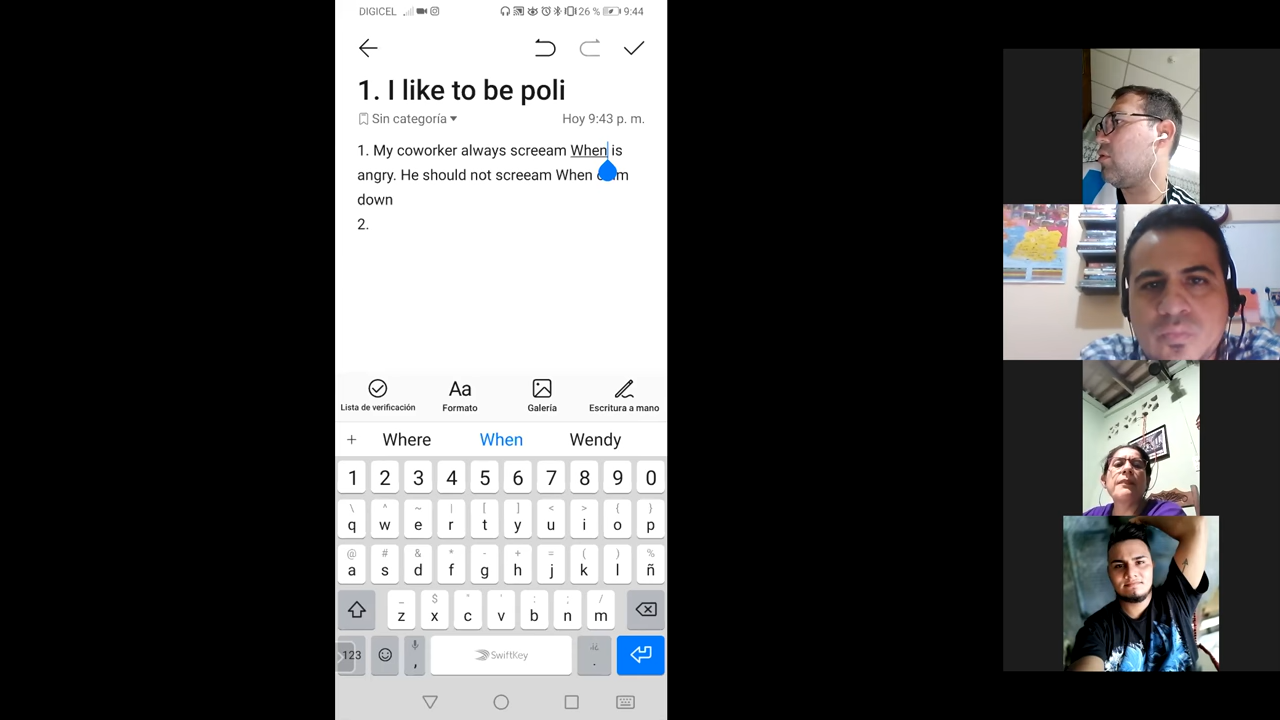 DIGICEL 26 % 9:44
1. I like to be poli
Sin categoría Hoy 9:43 p. m.
1. My coworker always screeam When is
angry. He should not screeam When
down
2.
Lista de verificación Formato Galería Escritura a mano
+ Where When Wendy
1 2 3 4 5 6 7 8 9 0
\ ^ ~ | [ ] < > { }
q w e r t y u i o p
@ # & * - + = ( ) %
a s d f g h j k l ñ
_ $ " ' : ; /
z x c v b n m
123 , SwiftKey .